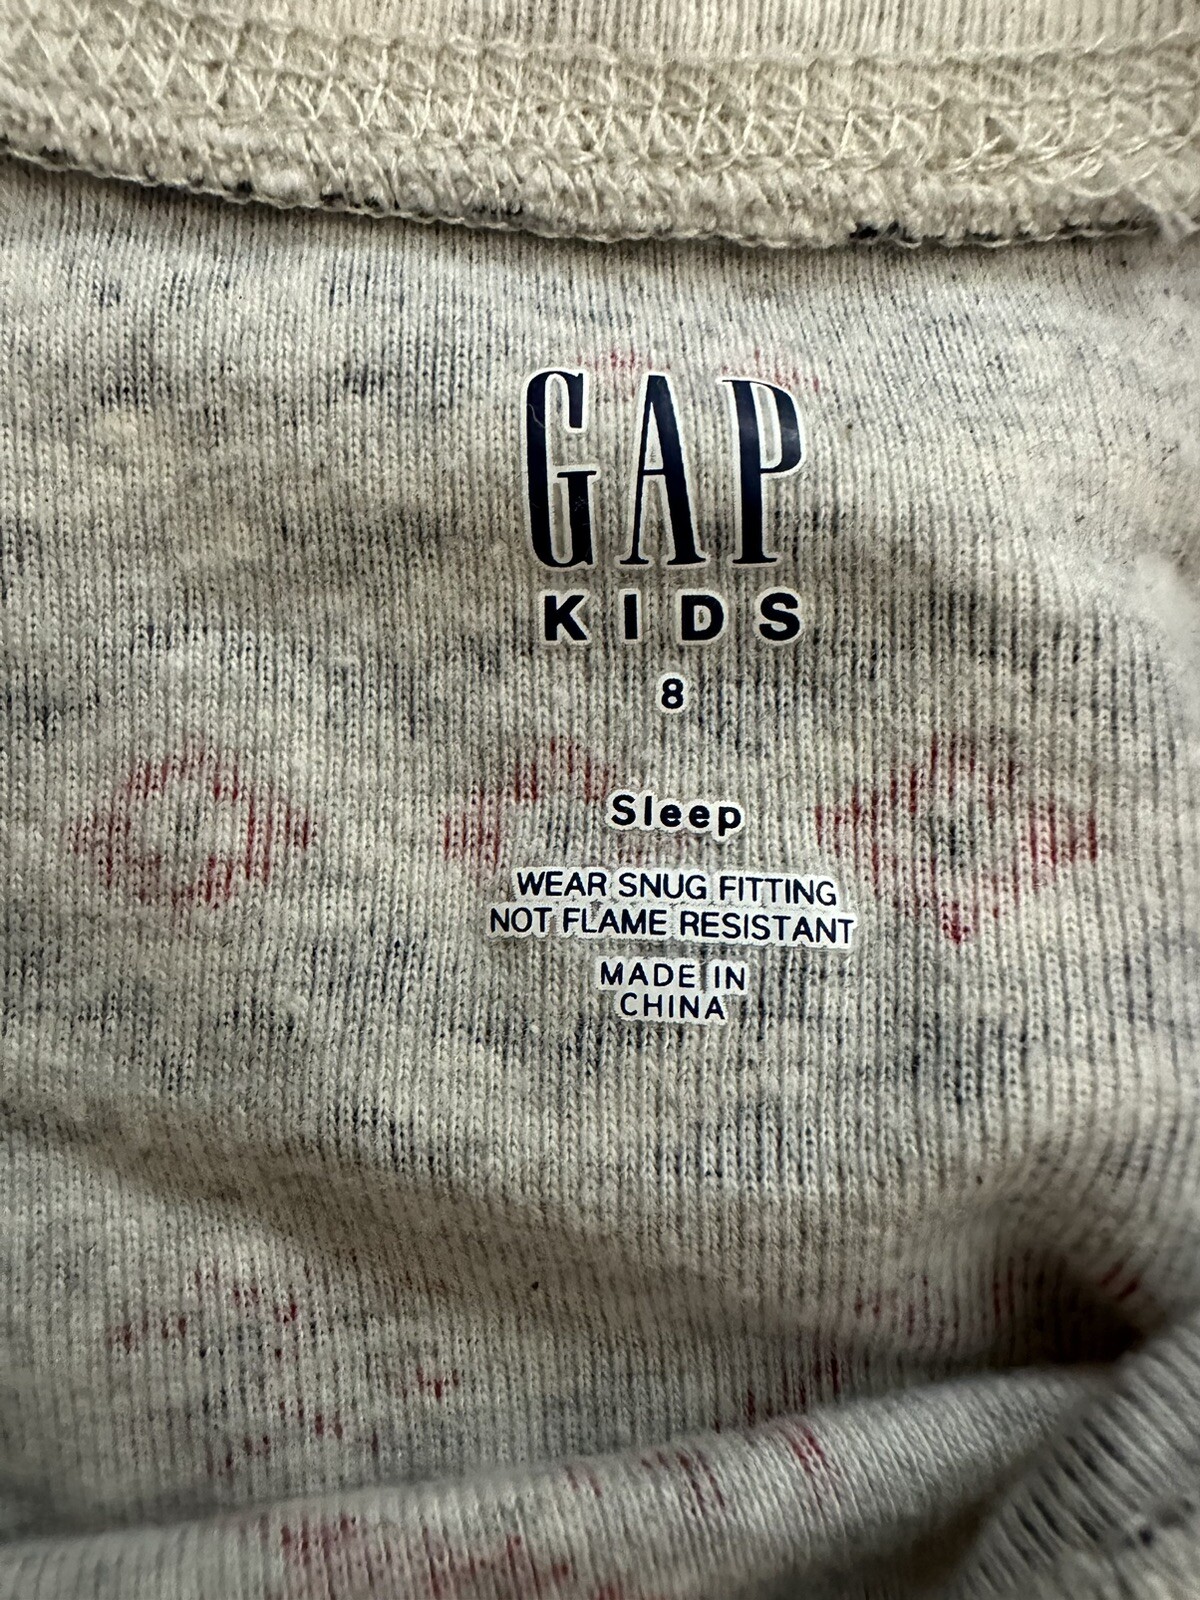 GAP
KIDS
8
Sleep
WEAR SNUG FITTING
NOT FLAME RESISTANT
MADE IN
CHINA